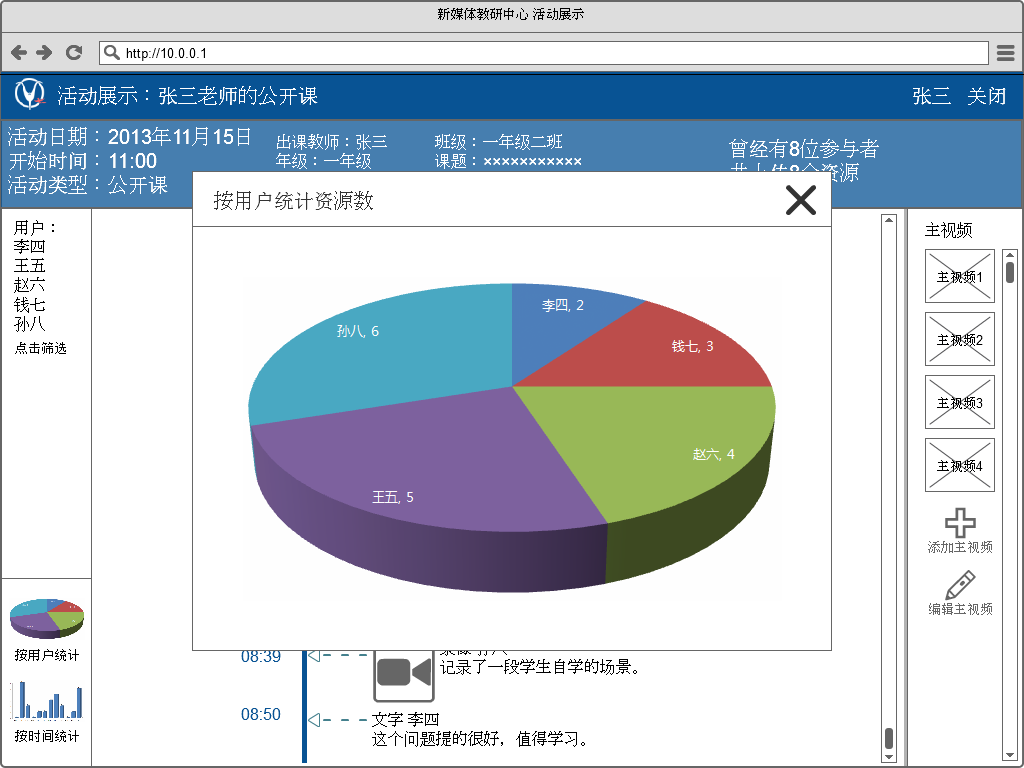 新媒体教研中心 活动展示
http://10.0.0.1
活动展示：张三老师的公开课
张三 关闭
活动日期：2013年11月15日
开始时间：11:00
活动类型：公开课
出课教师：张三
年级：一年级
班级：一年级二班
课题：×××××××××××
曾经有8位参与者
按用户统计资源数
用户：
李四
王五
赵六
钱七
孙八
点击筛选
李四, 2
孙八, 6
钱七, 3
赵六, 4
王五, 5
主视频
主视频1
主视频2
主视频3
主视频4
添加主视频
编辑主视频
按用户统计
按时间统计
08:39
记录了一段学生自学的场景。
08:50
文字 李四
这个问题提的很好，值得学习。